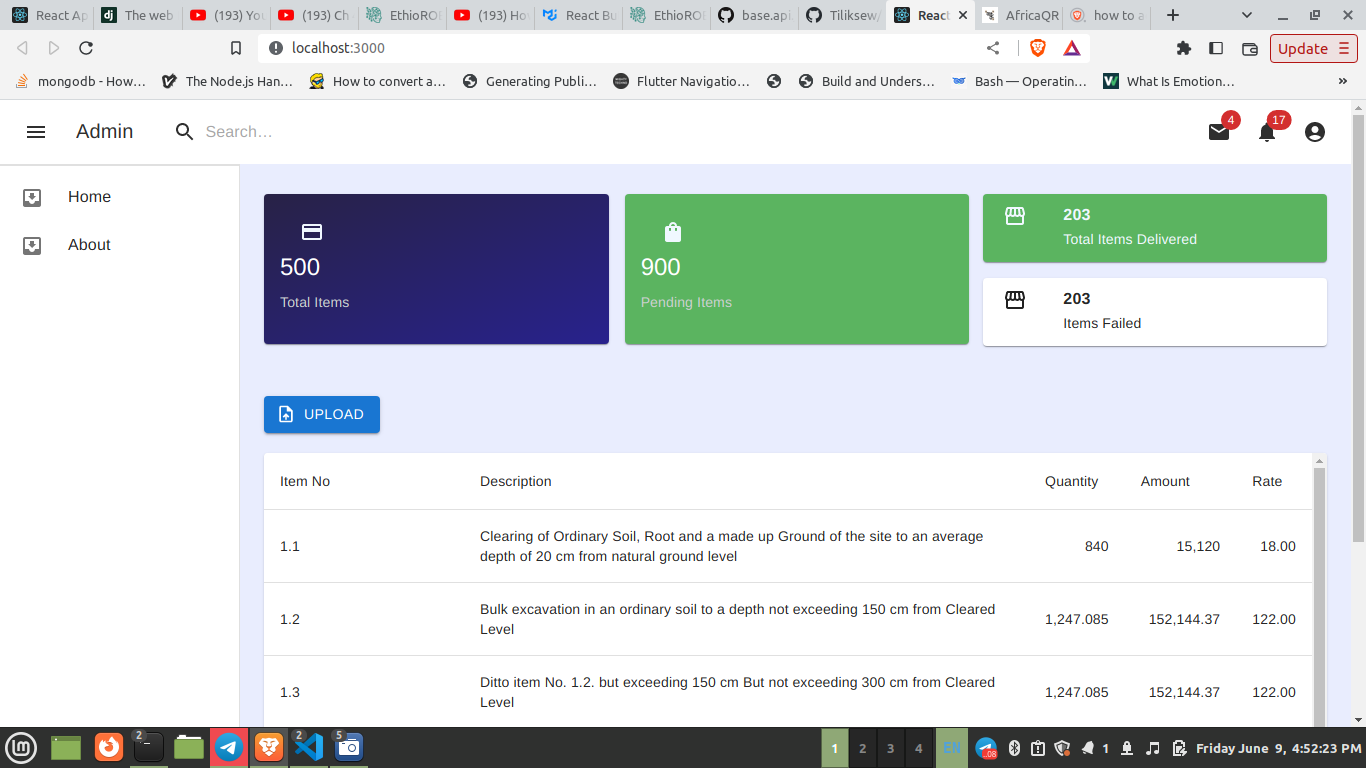 React Ap
The web
(193) You
(193) Ch
EthioRO
(193) Ho
React Bu
EthioRO
base.api.
Tiliksew/
React
AfricaQR
how to a
localhost:3000
Update
mongodb - How…
The Node.js Han…
How to convert a…
Generating Publi…
Flutter Navigatio…
Build and Unders…
Bash — Operatin…
What Is Emotion…
»
Admin
Search…
4
17
Home
About
500
Total Items
900
Pending Items
203
Total Items Delivered
203
Items Failed
UPLOAD
Item No Description Quantity Amount Rate
1.1 Clearing of Ordinary Soil, Root and a made up Ground of the site to an average
depth of 20 cm from natural ground level
840 15,120 18.00
1.2 Bulk excavation in an ordinary soil to a depth not exceeding 150 cm from Cleared
Level
1,247.085 152,144.37 122.00
1.3 Ditto item No. 1.2. but exceeding 150 cm But not exceeding 300 cm from Cleared
Level
1,247.085 152,144.37 122.00
2
2
5
1 2 3 4
EN
1
Friday June 9, 4:52:23 PM